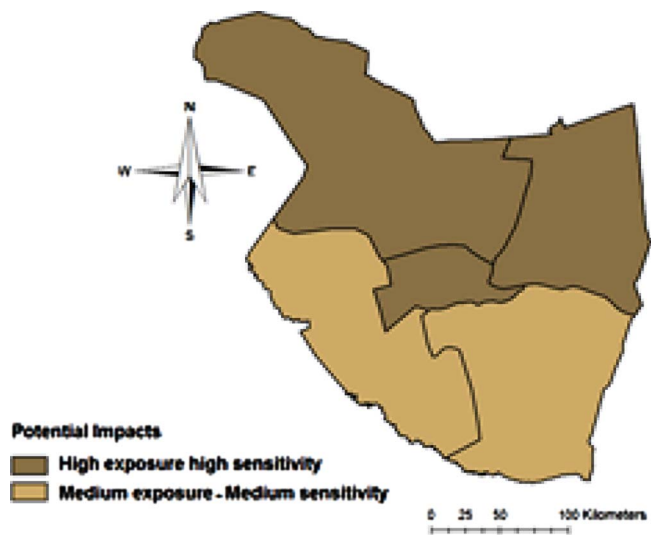 N
W E
S
Potential Impacts
High exposure high sensitivity
Medium exposure - Medium sensitivity
0 25 50 100 Kilometers